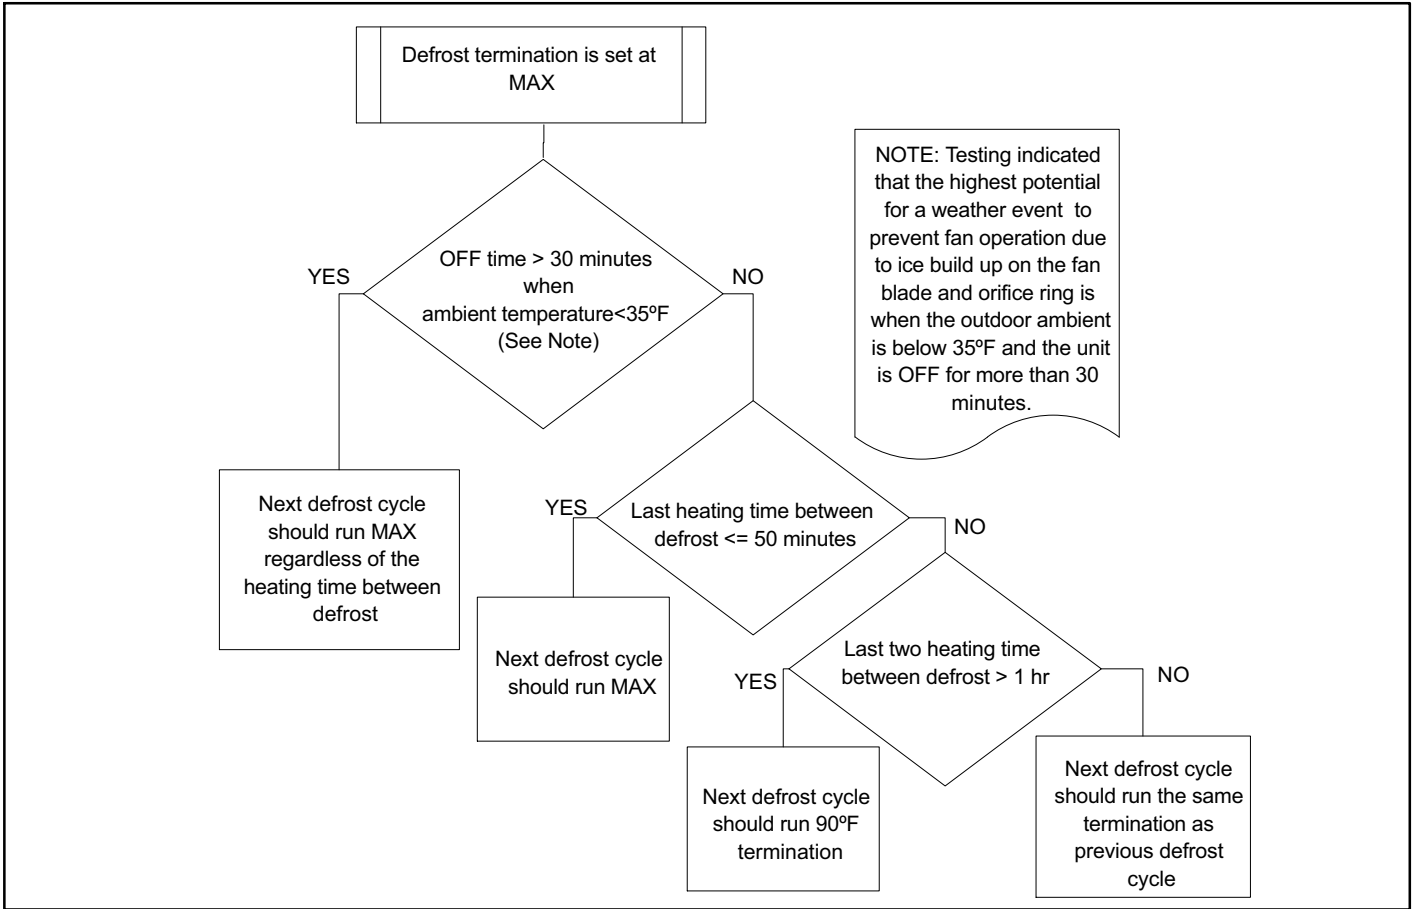 Defrost termination is set at
MAX
NOTE: Testing indicated
that the highest potential
for a weather event to
prevent fan operation due
to ice build up on the fan
blade and orifice ring is
when the outdoor ambient
is below 35ºF and the unit
is OFF for more than 30
minutes.
OFF time > 30 minutes
when
ambient temperature<35ºF
(See Note)
YES
NO
Next defrost cycle
should run MAX
regardless of the
heating time between
defrost
Last heating time between
defrost <= 50 minutes
YES
NO
Next defrost cycle
should run MAX
Last two heating time
between defrost > 1 hr
YES
NO
Next defrost cycle
should run 90ºF
termination
Next defrost cycle
should run the same
termination as
previous defrost
cycle